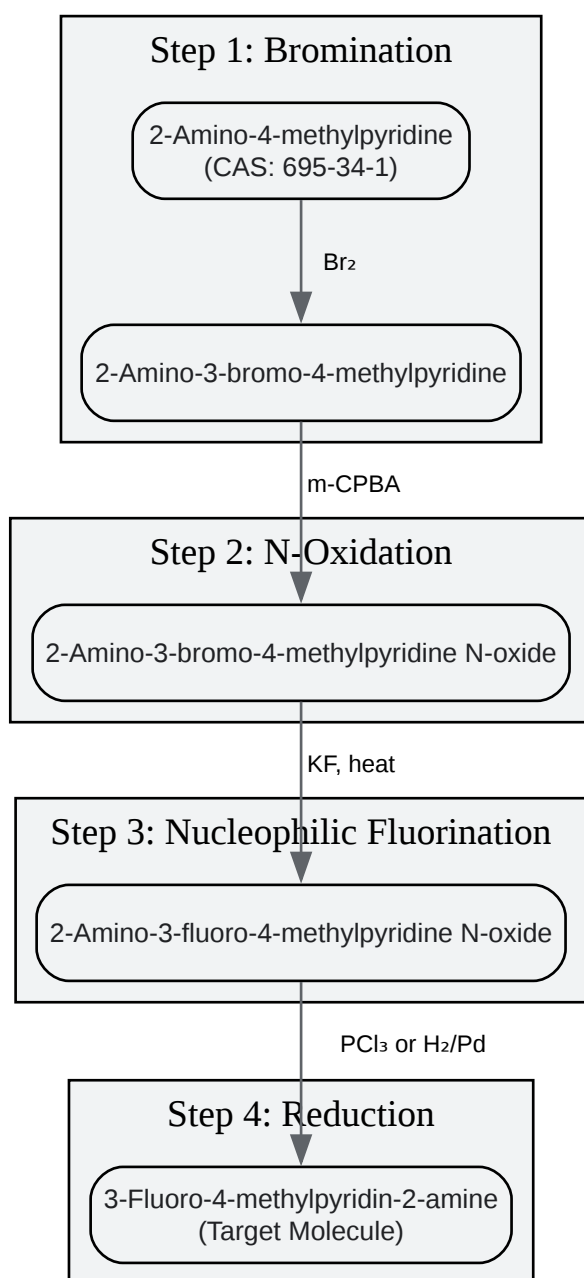 Step 1: Bromination
2-Amino-4-methylpyridine
(CAS: 695-34-1)
Br₂
2-Amino-3-bromo-4-methylpyridine
m-CPBA
Step 2: N-Oxidation
2-Amino-3-bromo-4-methylpyridine N-oxide
KF, heat
Step 3: Nucleophilic Fluorination
2-Amino-3-fluoro-4-methylpyridine N-oxide
PCl₃ or H₂/Pd
Step 4: Reduction
3-Fluoro-4-methylpyridin-2-amine
(Target Molecule)